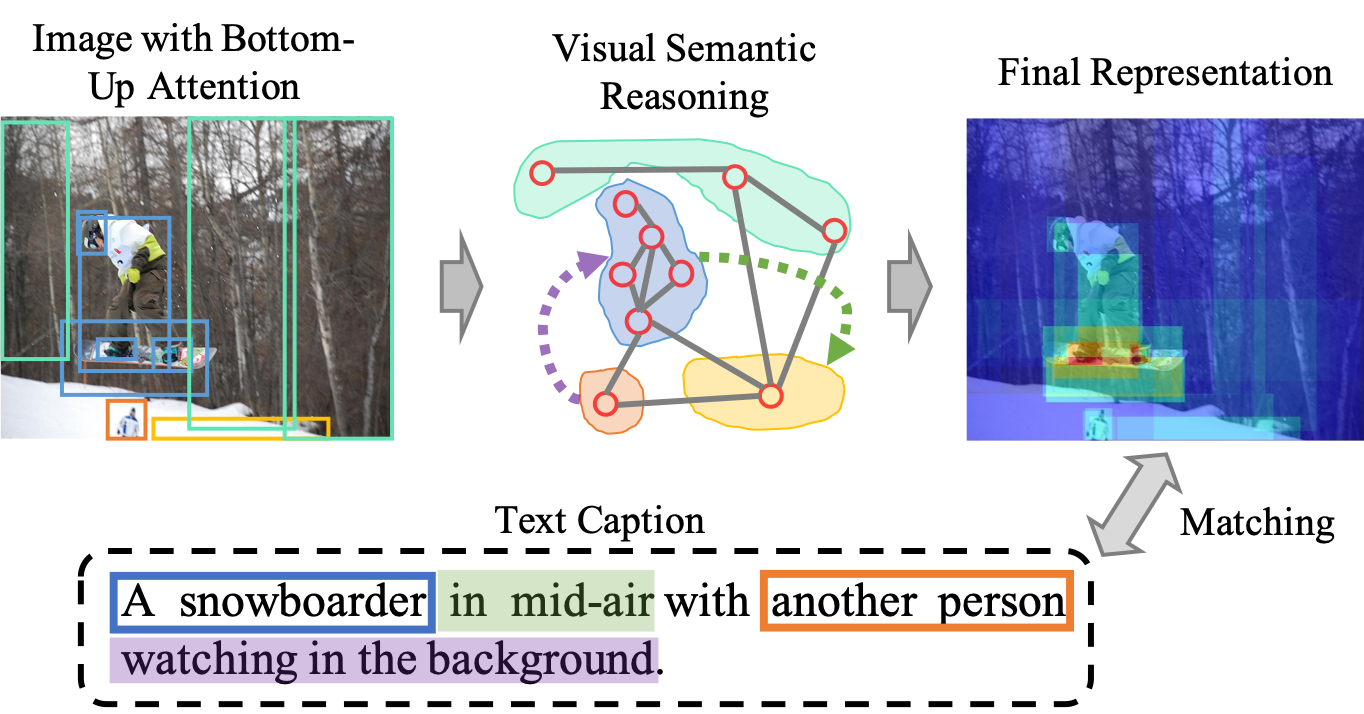 Image with Bottom-
Up Attention
Visual Semantic
Reasoning
Final Representation
Text Caption
Matching
A snowboarder in mid-air with another person
watching in the background.